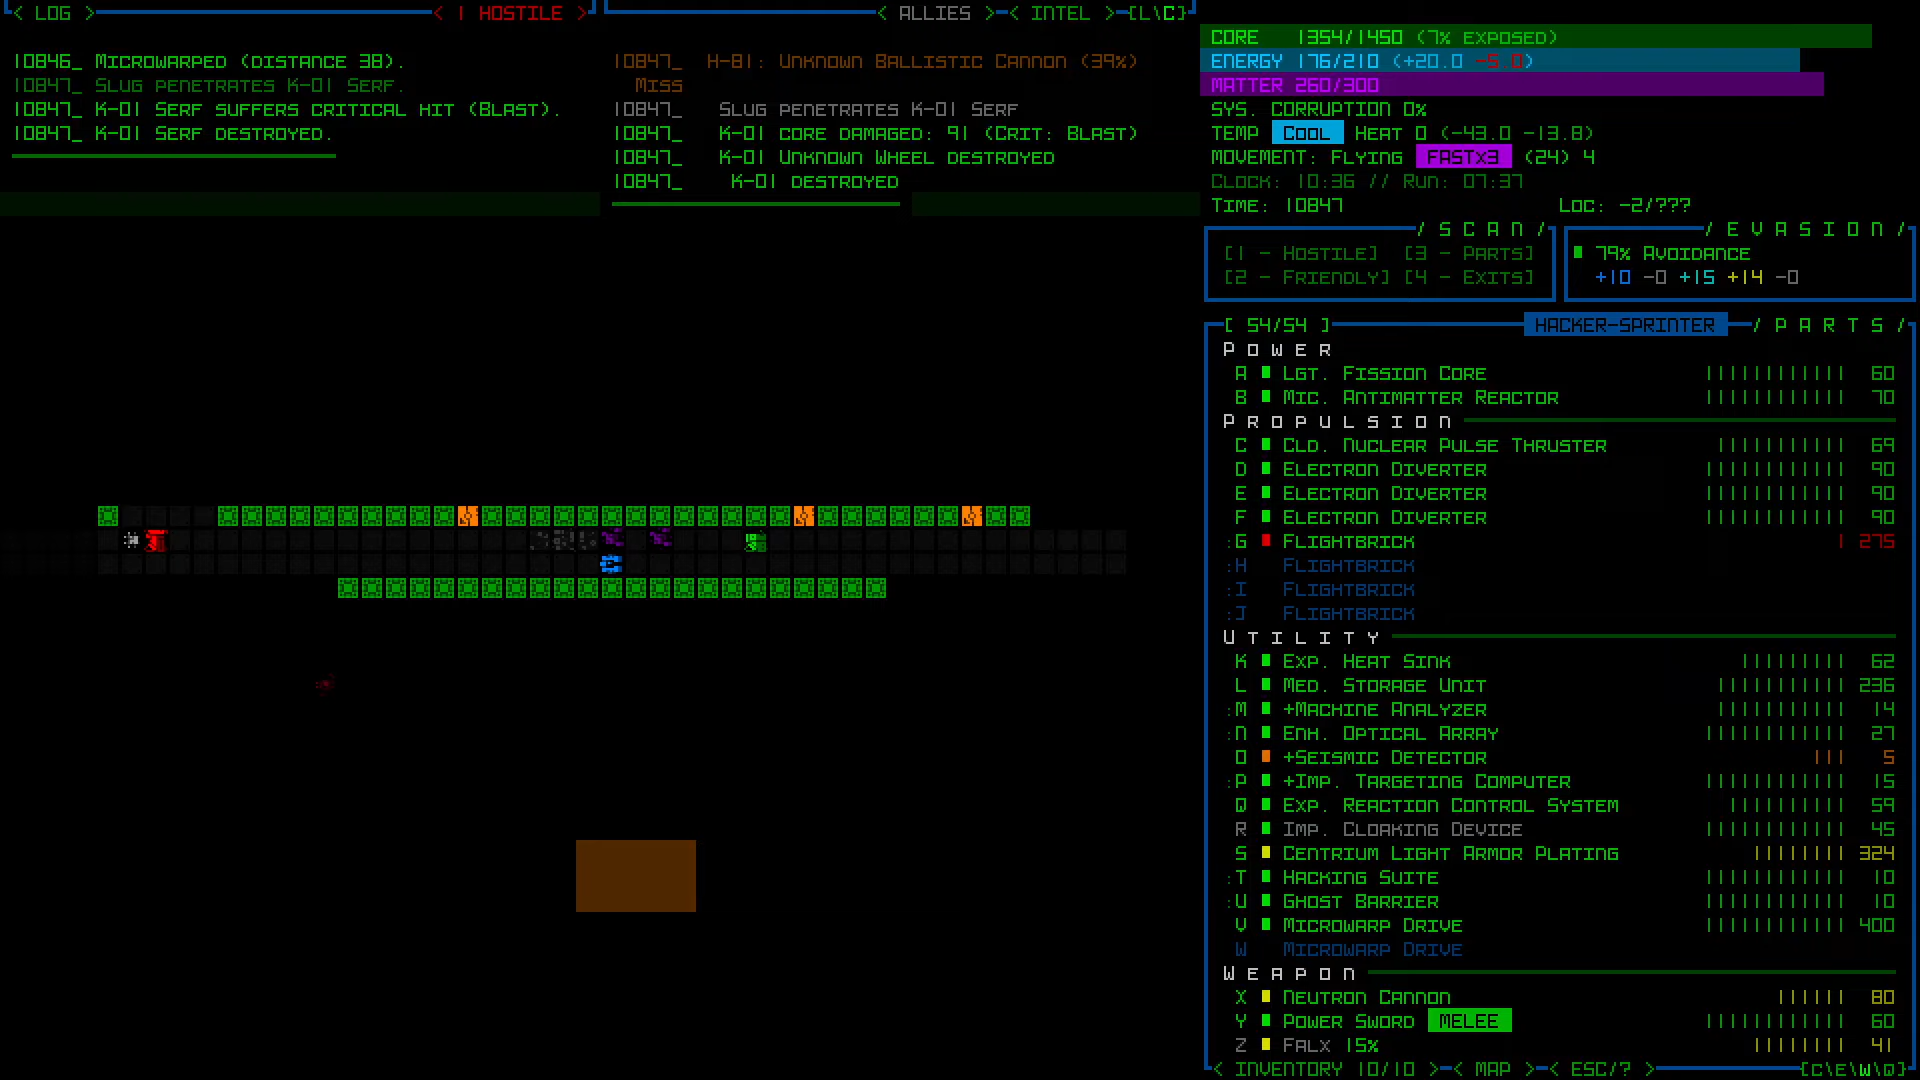 LOG
1 HOSTILE
ALLIES
INTEL
[L\C]
10846_ MICROWARPED (DISTANCE 38).
10847_ SLUG PENETRATES K-01 SERF.
10847_ K-01 SERF SUFFERS CRITICAL HIT (BLAST).
10847_ K-01 SERF DESTROYED.
10847_ H-81: UNKNOWN BALLISTIC CANNON (39%)
MISS
10847_ SLUG PENETRATES K-01 SERF
10847_ K-01 CORE DAMAGED: 91 (CRIT: BLAST)
10847_ K-01 UNKNOWN WHEEL DESTROYED
10847_ K-01 DESTROYED
CORE 1354/1450 (7% EXPOSED)
ENERGY 176/210 (+20.0 -5.0)
MATTER 260/300
SYS. CORRUPTION 0%
TEMP COOL HEAT 0 (-43.0 -13.8)
MOVEMENT: FLYING FASTx3 (24) 4
CLOCK: 10:36 // RUN: 07:37
TIME: 10847 LOC: -2/???
/ S C A N /
[1 - HOSTILE] [3 - PARTS]
[2 - FRIENDLY] [4 - EXITS]
/ E V A S I O N /
79% AVOIDANCE
+10 -0 +15 +14 -0
[ 54/54 ] HACKER-SPRINTER / P A R T S /
P O W E R
A LGT. FISSION CORE 60
B MIC. ANTIMATTER REACTOR 70
P R O P U L S I O N
C CLD. NUCLEAR PULSE THRUSTER 69
D ELECTRON DIVERTER 90
E ELECTRON DIVERTER 90
F ELECTRON DIVERTER 90
:G FLIGHTBRICK 275
:H FLIGHTBRICK
:I FLIGHTBRICK
:J FLIGHTBRICK
U T I L I T Y
K EXP. HEAT SINK 62
L MED. STORAGE UNIT 236
:M +MACHINE ANALYZER 14
:N ENH. OPTICAL ARRAY 27
O +SEISMIC DETECTOR 5
:P +IMP. TARGETING COMPUTER 15
Q EXP. REACTION CONTROL SYSTEM 59
R IMP. CLOAKING DEVICE 45
S CENTRIUM LIGHT ARMOR PLATING 324
:T HACKING SUITE 10
:U GHOST BARRIER 10
V MICROWARP DRIVE 400
W MICROWARP DRIVE
W E A P O N
X NEUTRON CANNON 80
Y POWER SWORD MELEE 60
Z FALX 15% 41
INVENTORY 10/10 MAP ESC/? [C\E\W\Q]